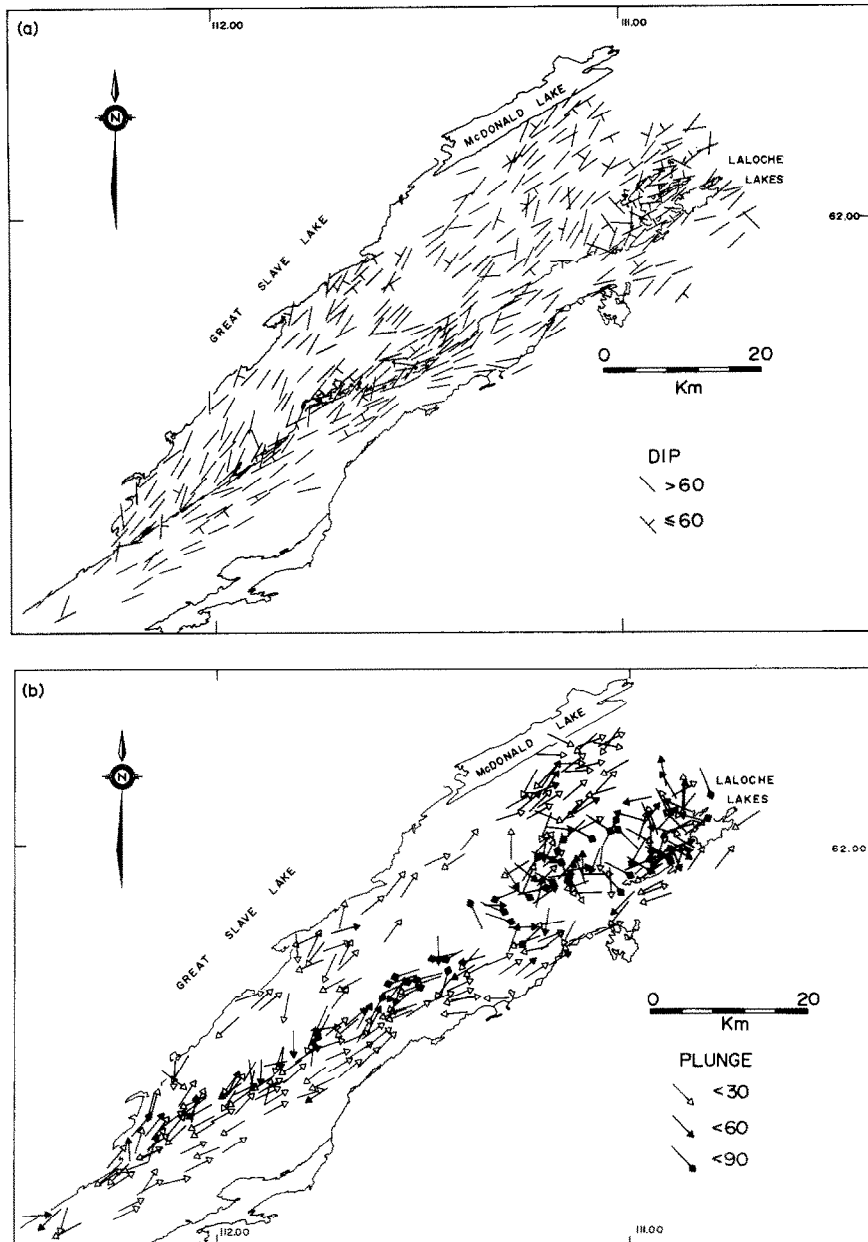 (a)
112.00
111.00
N
McDONALD LAKE
LALOCHE
LAKES
62.00
GREAT SLAVE LAKE
0 20
Km
DIP
>60
≤60
(b)
N
McDONALD LAKE
LALOCHE
LAKES
62.00
GREAT SLAVE LAKE
0 20
Km
PLUNGE
<30
<60
<90
112.00
111.00